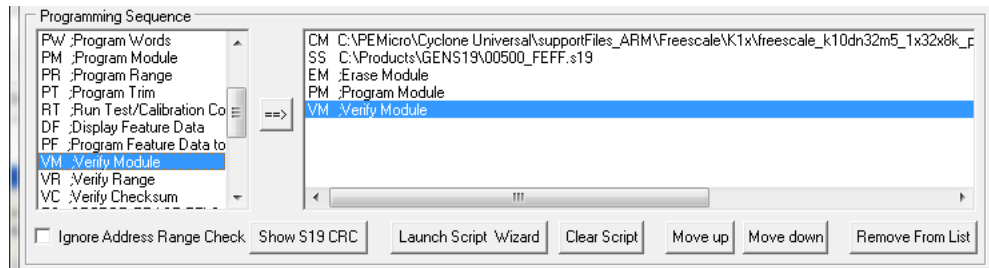 Programming Sequence
PW ;Program Words
PM ;Program Module
PR ;Program Range
PT ;Program Trim
RT ;Run Test/Calibration Co
DF ;Display Feature Data
PF ;Program Feature Data to
VM ;Verify Module
VR ;Verify Range
VC ;Verify Checksum
==>
CM C:\PEMicro\Cyclone Universal\supportFiles_ARM\Freescale\K1x\freescale_k10dn32m5_1x32x8k_p
SS C:\Products\GENS19\00500_FEFF.s19
EM ;Erase Module
PM ;Program Module
VM ;Verify Module
Ignore Address Range Check
Show S19 CRC
Launch Script Wizard
Clear Script
Move up
Move down
Remove From List